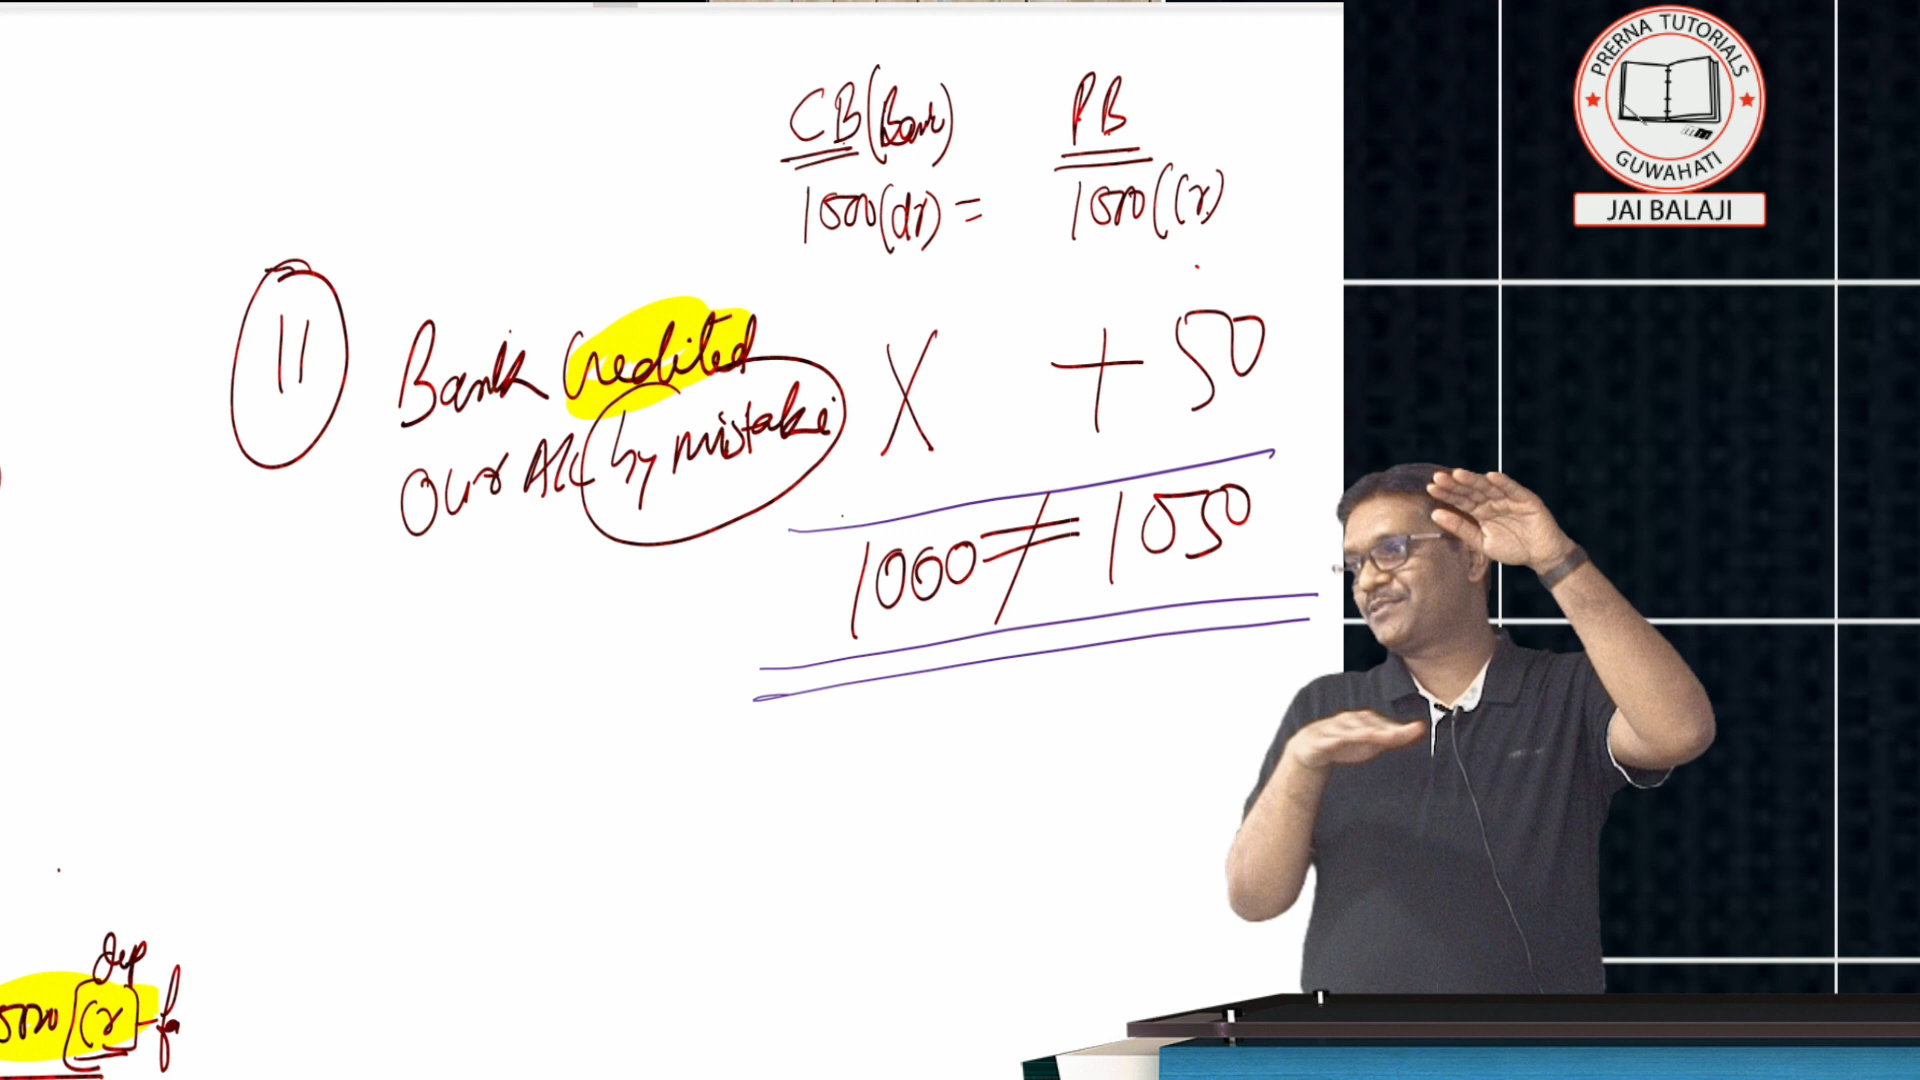 CB (Bank) PB
1000 (dr) = 1000 (Cr)
11
Bank Credited X + 50
our A/c by mistake
1000 ≠ 1050
Dep
5000 Cr - fa
PRERNA TUTORIALS
GUWAHATI
JAI BALAJI